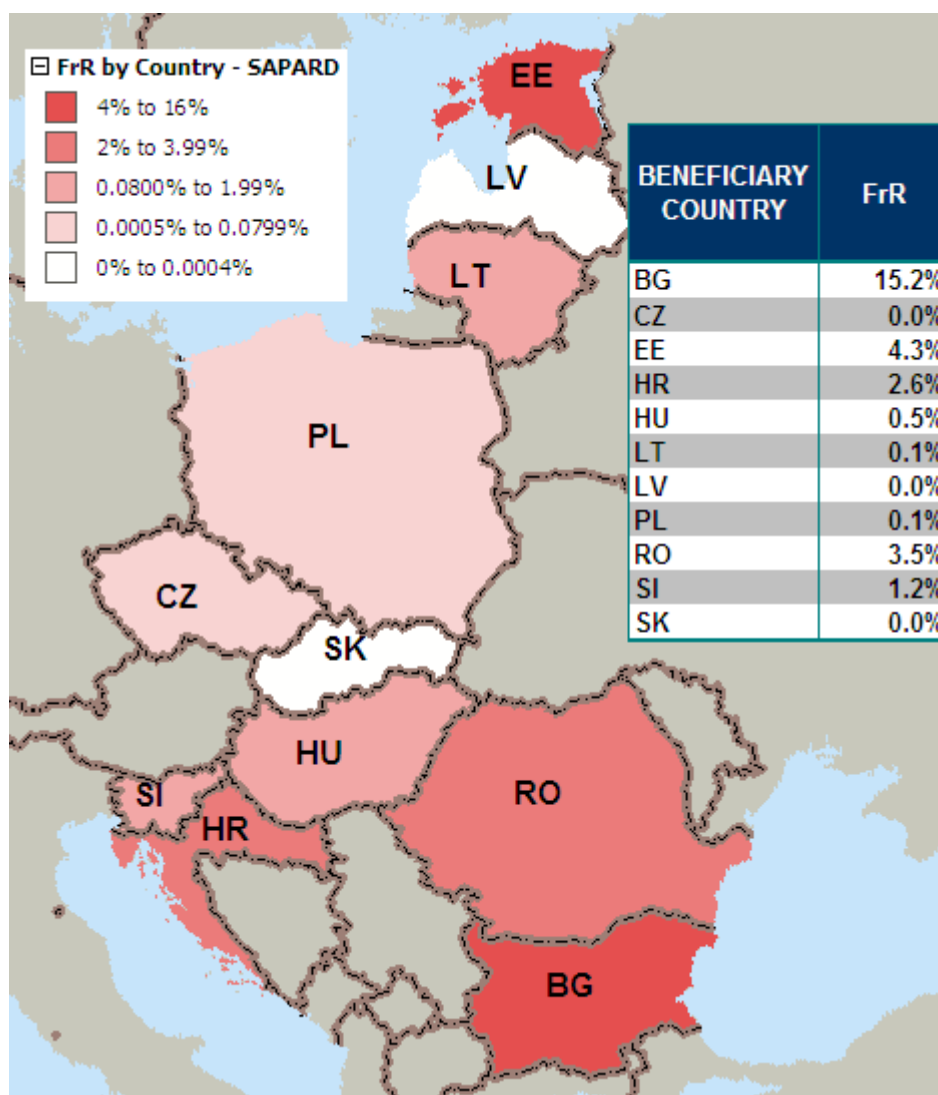 FrR by Country - SAPARD
4% to 16%
2% to 3.99%
0.0800% to 1.99%
0.0005% to 0.0799%
0% to 0.0004%
EE
LV
LT
PL
CZ
SK
HU
SI
HR
RO
BG
BENEFICIARY COUNTRY FrR
BG 15.2%
CZ 0.0%
EE 4.3%
HR 2.6%
HU 0.5%
LT 0.1%
LV 0.0%
PL 0.1%
RO 3.5%
SI 1.2%
SK 0.0%